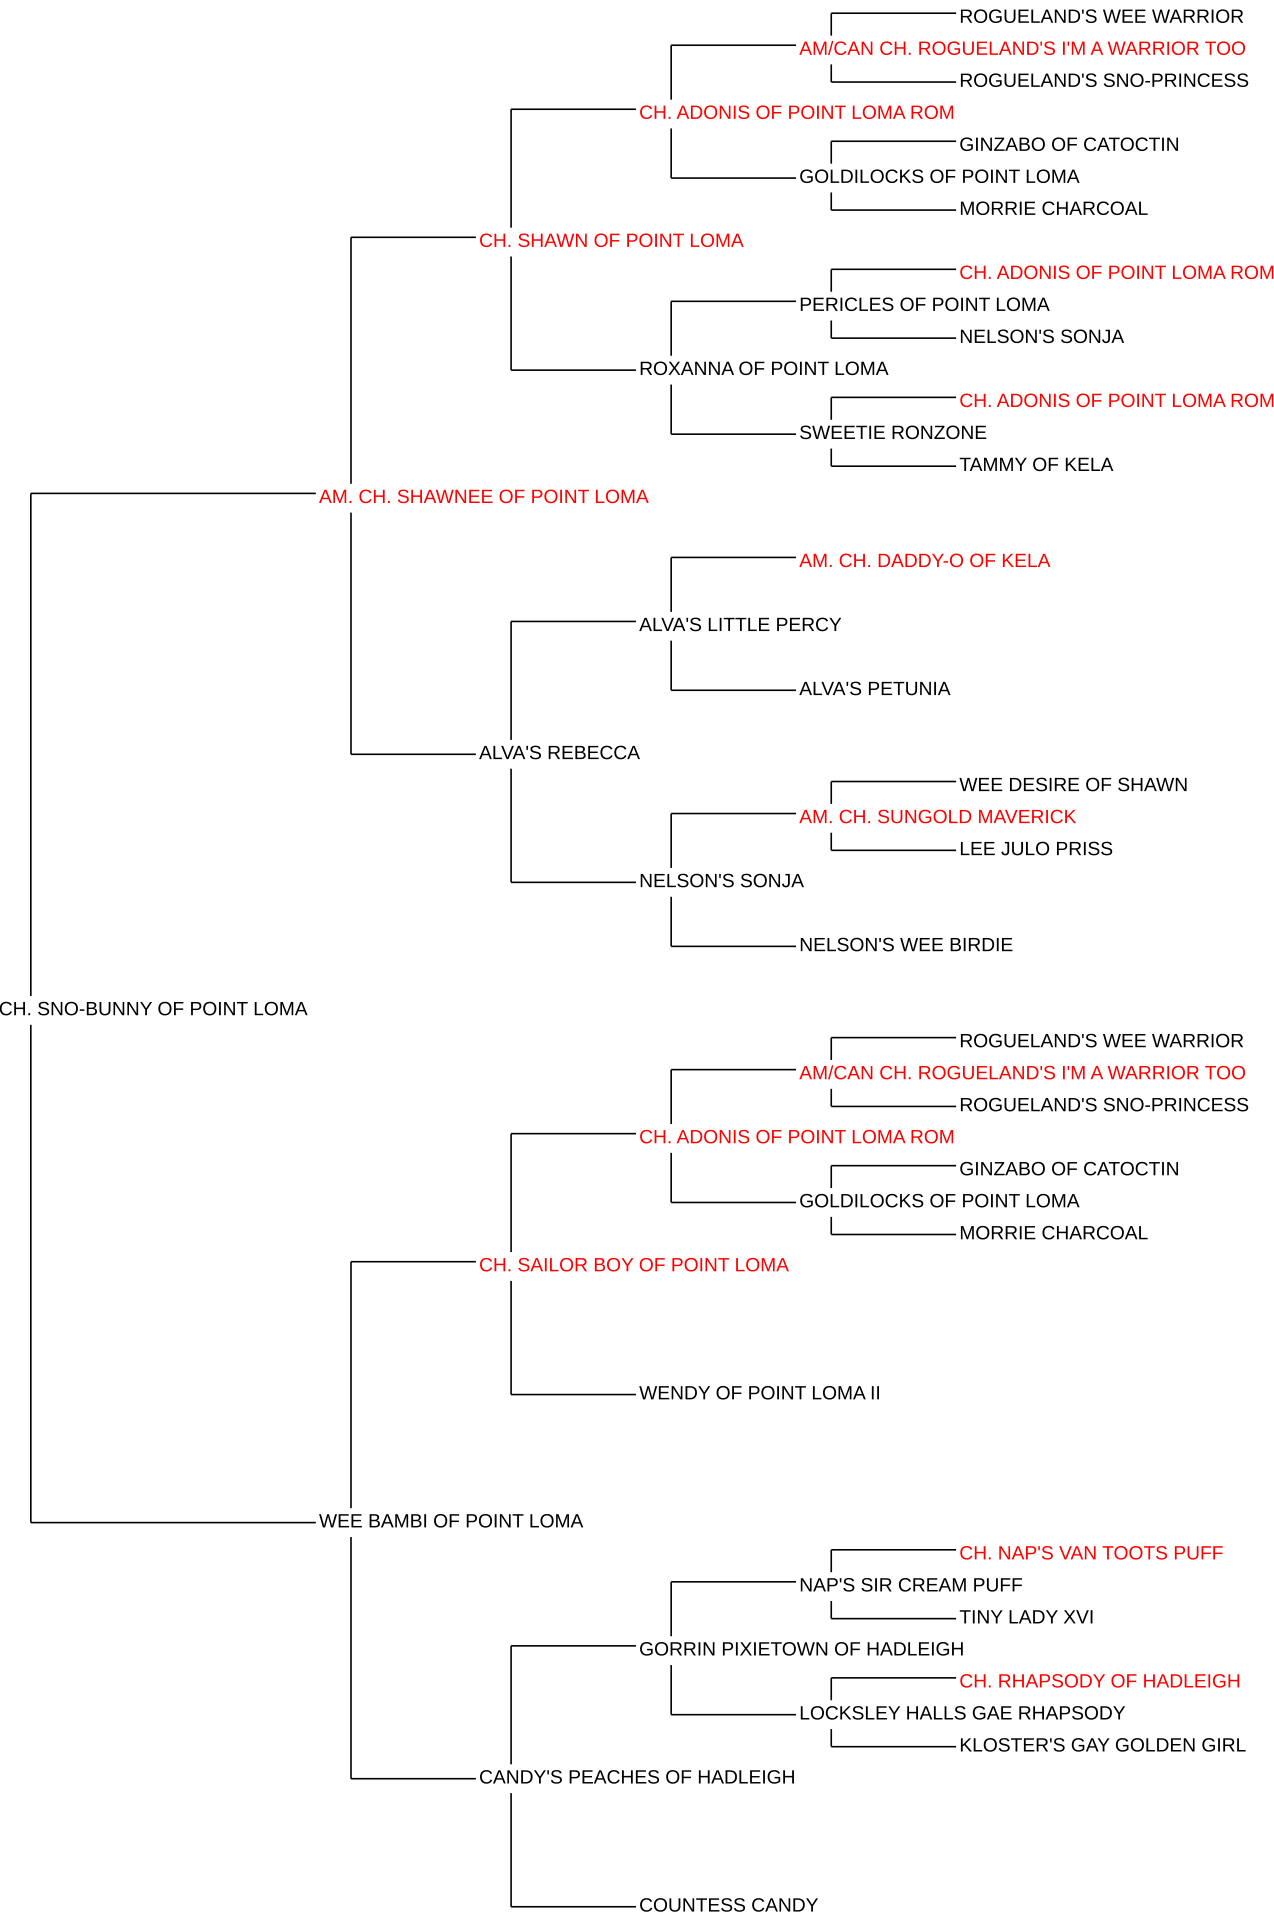 ROGUELAND'S WEE WARRIOR
AM/CAN CH. ROGUELAND'S I'M A WARRIOR TOO
ROGUELAND'S SNO-PRINCESS
CH. ADONIS OF POINT LOMA ROM
GINZABO OF CATOCTIN
GOLDILOCKS OF POINT LOMA
MORRIE CHARCOAL
CH. SHAWN OF POINT LOMA
CH. ADONIS OF POINT LOMA ROM
PERICLES OF POINT LOMA
NELSON'S SONJA
ROXANNA OF POINT LOMA
CH. ADONIS OF POINT LOMA ROM
SWEETIE RONZONE
TAMMY OF KELA
AM. CH. SHAWNEE OF POINT LOMA
AM. CH. DADDY-O OF KELA
ALVA'S LITTLE PERCY
ALVA'S PETUNIA
ALVA'S REBECCA
WEE DESIRE OF SHAWN
AM. CH. SUNGOLD MAVERICK
LEE JULO PRISS
NELSON'S SONJA
NELSON'S WEE BIRDIE
CH. SNO-BUNNY OF POINT LOMA
ROGUELAND'S WEE WARRIOR
AM/CAN CH. ROGUELAND'S I'M A WARRIOR TOO
ROGUELAND'S SNO-PRINCESS
CH. ADONIS OF POINT LOMA ROM
GINZABO OF CATOCTIN
GOLDILOCKS OF POINT LOMA
MORRIE CHARCOAL
CH. SAILOR BOY OF POINT LOMA
WENDY OF POINT LOMA II
WEE BAMBI OF POINT LOMA
CH. NAP'S VAN TOOTS PUFF
NAP'S SIR CREAM PUFF
TINY LADY XVI
GORRIN PIXIETOWN OF HADLEIGH
CH. RHAPSODY OF HADLEIGH
LOCKSLEY HALLS GAE RHAPSODY
KLOSTER'S GAY GOLDEN GIRL
CANDY'S PEACHES OF HADLEIGH
COUNTESS CANDY